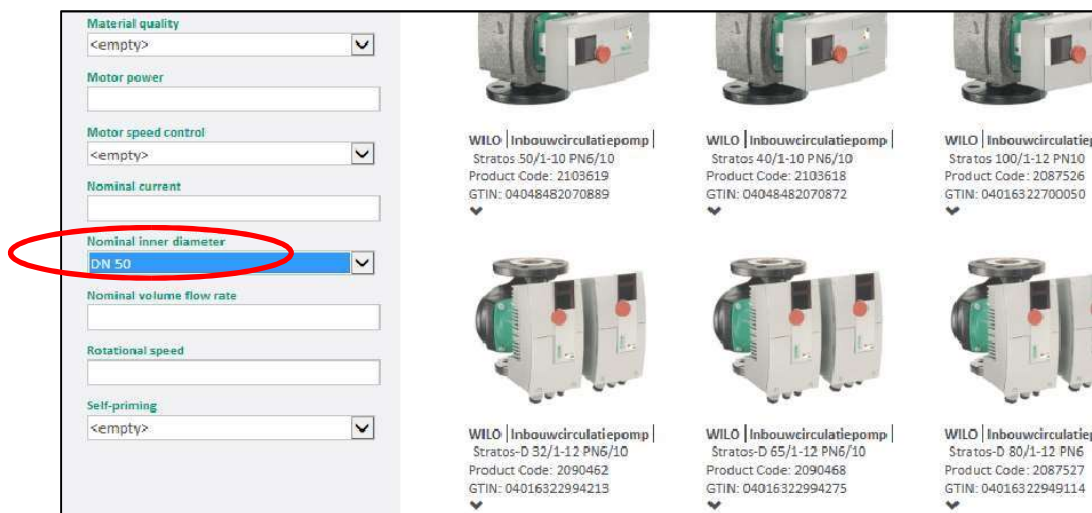 Material quality
<empty>
Motor power
Motor speed control
<empty>
Nominal current
Nominal inner diameter
DN 50
Nominal volume flow rate
Rotational speed
Self-priming
<empty>
WILO | Inbouwcirculatiepomp |
Stratos 50/1-10 PN6/10
Product Code: 2103619
GTIN: 04048482070889
WILO | Inbouwcirculatiepomp |
Stratos 40/1-10 PN6/10
Product Code: 2103618
GTIN: 04048482070872
WILO | Inbouwcirculatiep
Stratos 100/1-12 PN10
Product Code: 2087526
GTIN: 04016322700050
WILO | Inbouwcirculatiepomp |
Stratos-D 32/1-12 PN6/10
Product Code: 2090462
GTIN: 04016322994213
WILO | Inbouwcirculatiepomp |
Stratos-D 65/1-12 PN6/10
Product Code: 2090468
GTIN: 04016322994275
WILO | Inbouwcirculatiep
Stratos-D 80/1-12 PN6
Product Code: 2087527
GTIN: 04016322949114